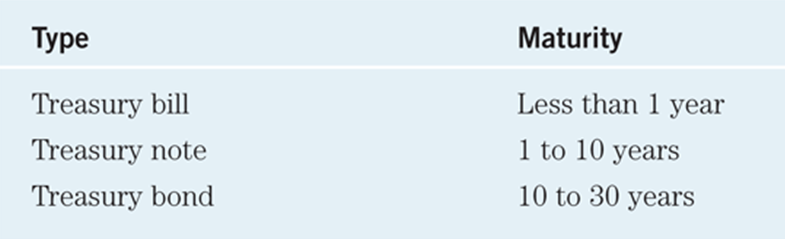 Type Maturity
Treasury bill Less than 1 year
Treasury note 1 to 10 years
Treasury bond 10 to 30 years